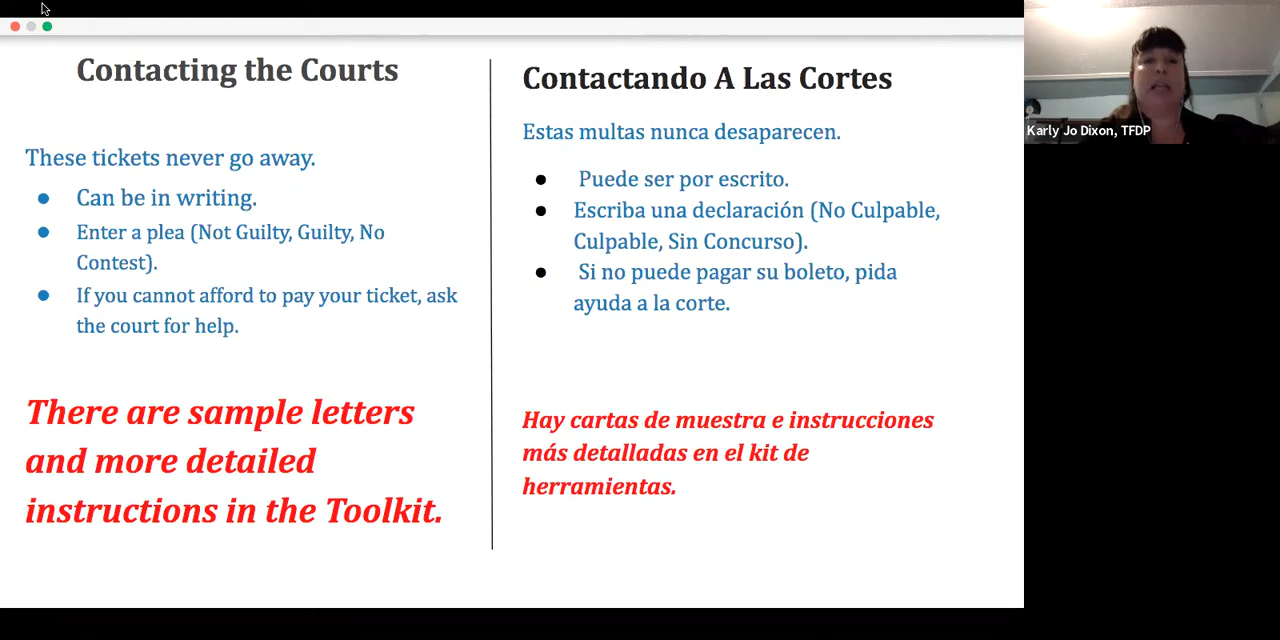 Contacting the Courts
These tickets never go away.
Can be in writing.
Enter a plea (Not Guilty, Guilty, No
Contest).
If you cannot afford to pay your ticket, ask
the court for help.
There are sample letters
and more detailed
instructions in the Toolkit.
Contactando A Las Cortes
Estas multas nunca desaparecen.
Puede ser por escrito.
Escriba una declaración (No Culpable,
Culpable, Sin Concurso).
Si no puede pagar su boleto, pida
ayuda a la corte.
Hay cartas de muestra e instrucciones
más detalladas en el kit de
herramientas.
Karly Jo Dixon, TFDP